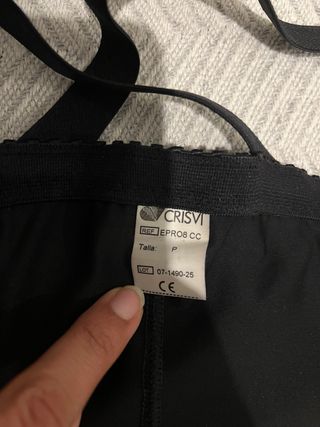 CRISVI
REF EPRO8 CC
Talla: P
LOT 07-1490-25
CE